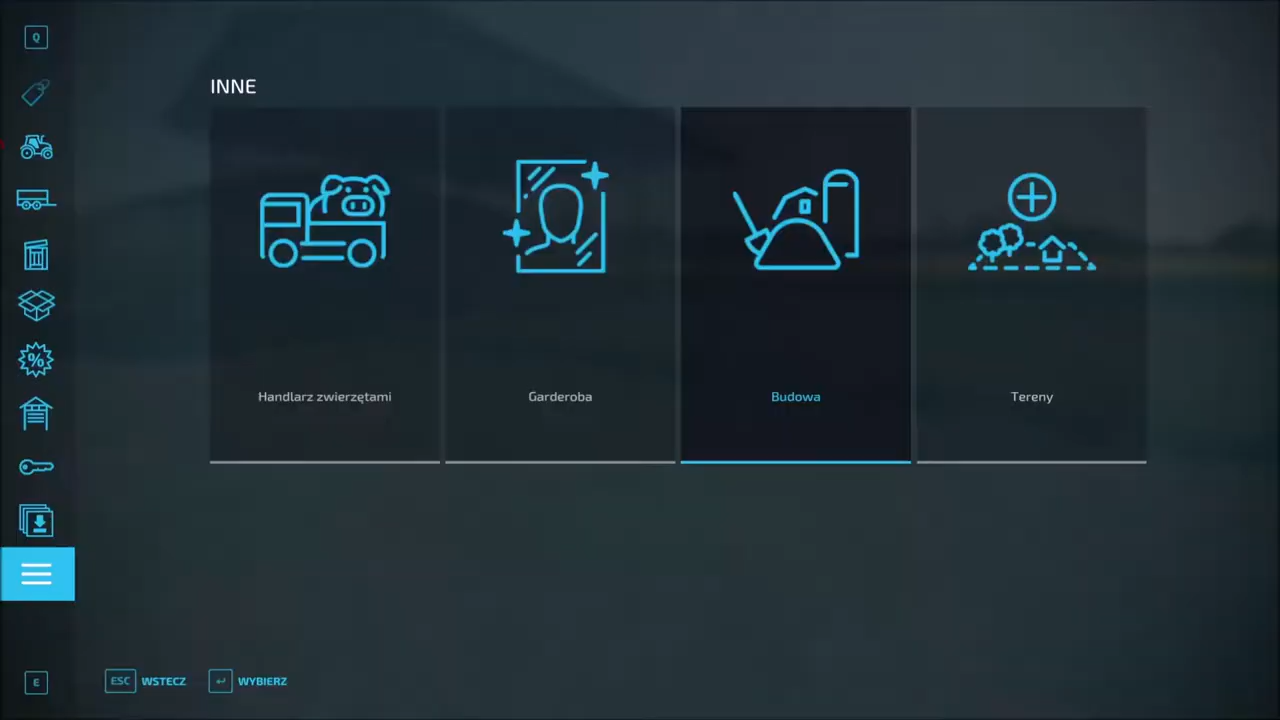 Q
INNE
%
Handlarz zwierzętami
Garderoba
Budowa
Tereny
E
ESC WSTECZ
WYBIERZ